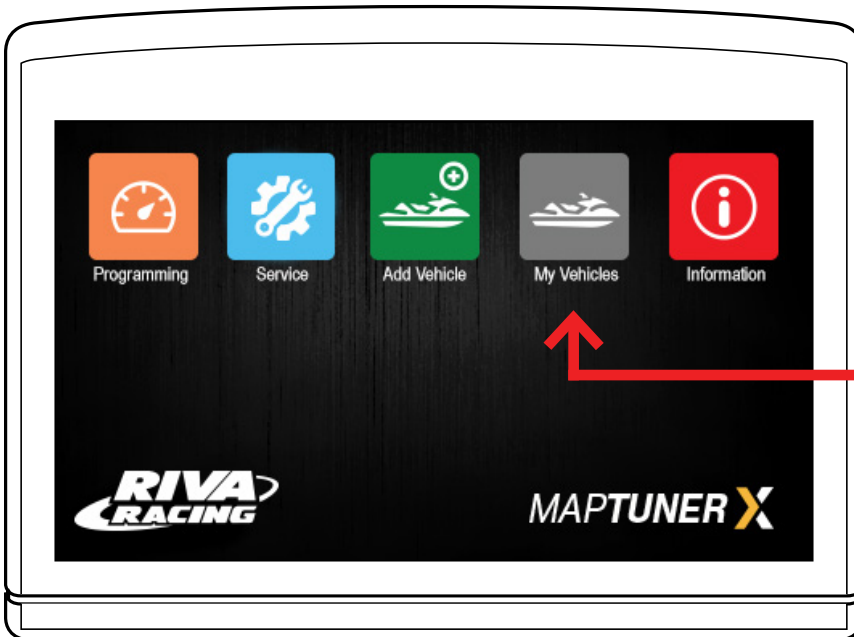 Programming
Service
Add Vehicle
My Vehicles
Information
RIVA
RACING
MAPTUNER X